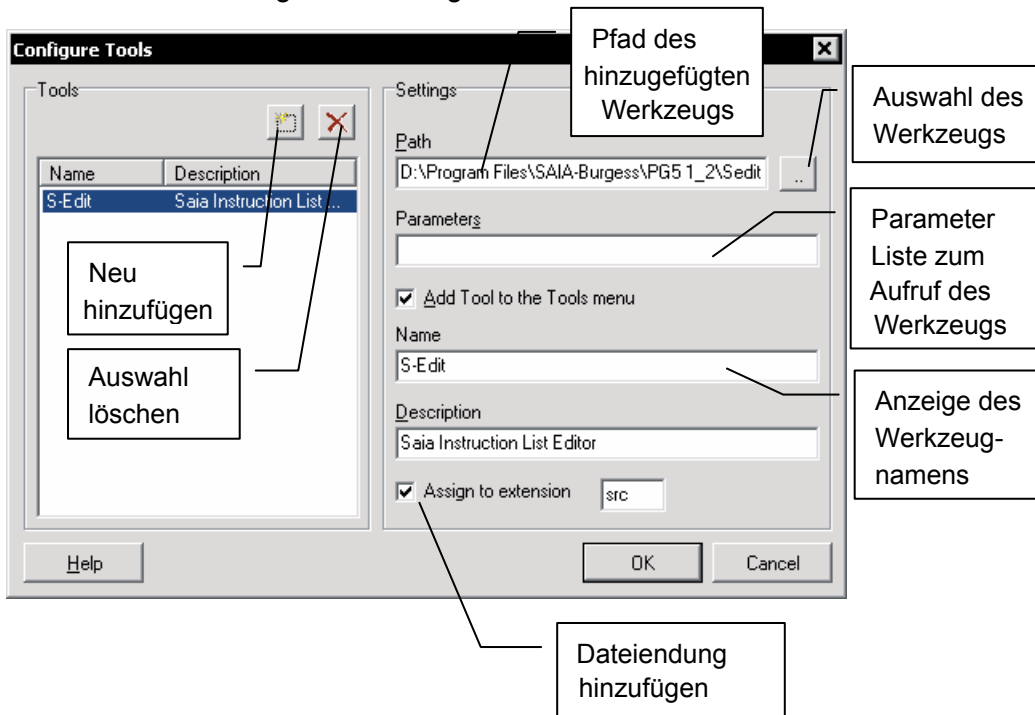 Pfad des
hinzugefügten
Werkzeugs
Configure Tools
Tools
Settings
Auswahl des
Werkzeugs
Path
D:\Program Files\SAIA-Burgess\PG5 1_2\Sedit
..
Name Description
S-Edit Saia Instruction List ...
Parameters
Parameter
Liste zum
Aufruf des
Werkzeugs
Neu
hinzufügen
Add Tool to the Tools menu
Name
S-Edit
Auswahl
löschen
Anzeige des
Werkzeug-
namens
Description
Saia Instruction List Editor
Assign to extension src
Help
OK
Cancel
Dateiendung
hinzufügen